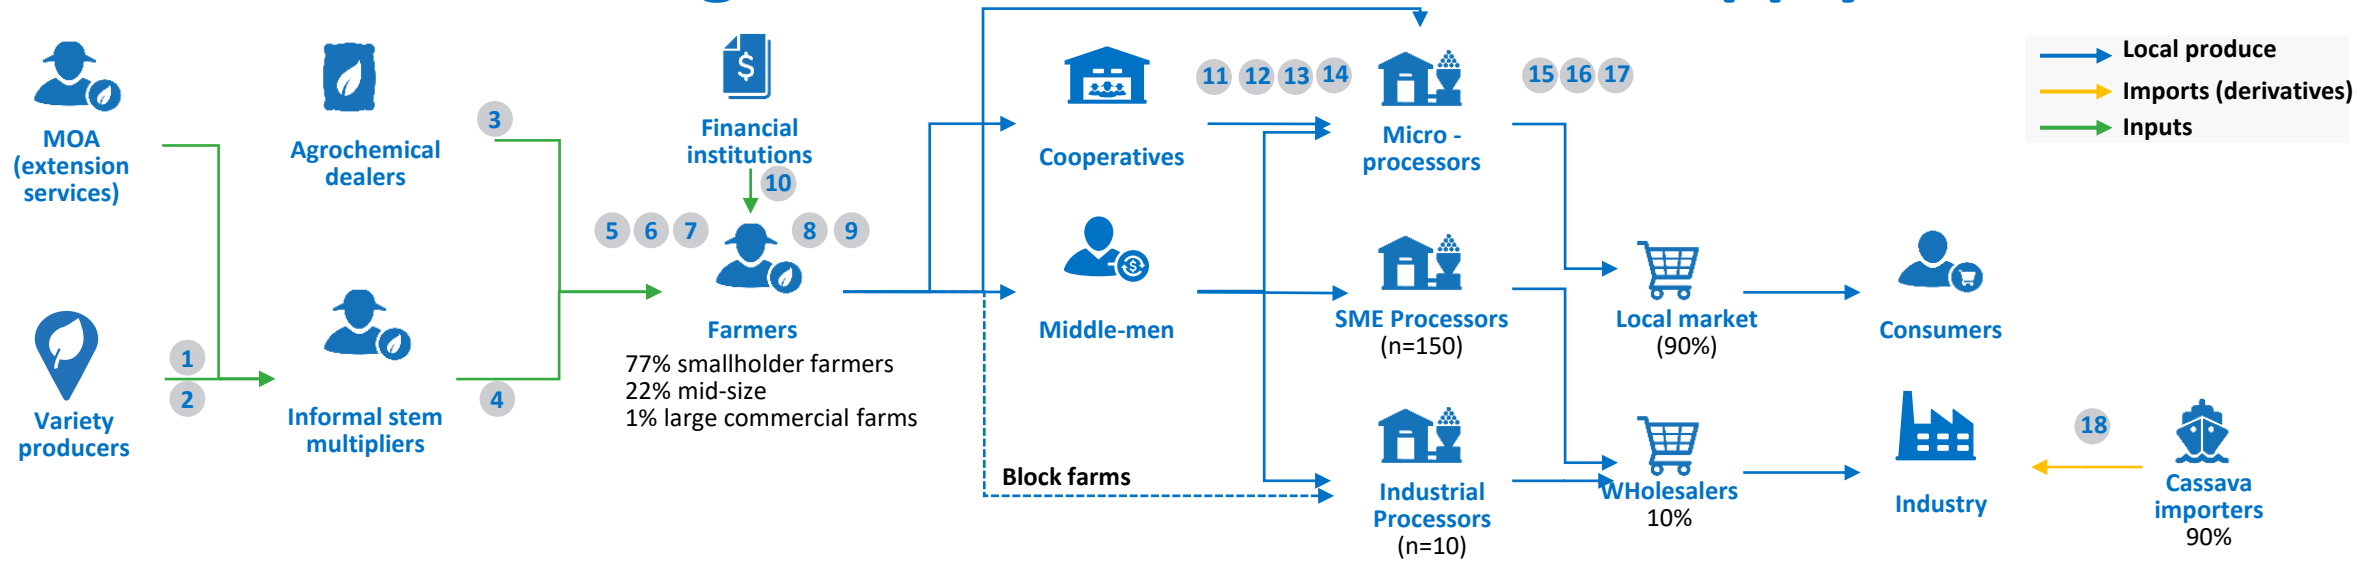 Local produce
Imports (derivatives)
Inputs
MOA
(extension
services)
Agrochemical
dealers
3
Financial
institutions
10
Cooperatives
11 12 13 14
Micro -
processors
15 16 17
5 6 7
8 9
Farmers
77% smallholder farmers
22% mid-size
1% large commercial farms
Middle-men
SME Processors
(n=150)
Local market
(90%)
Consumers
1
2
Variety
producers
Informal stem
multipliers
4
Block farms
Industrial
Processors
(n=10)
WHolesalers
10%
Industry
18
Cassava
importers
90%